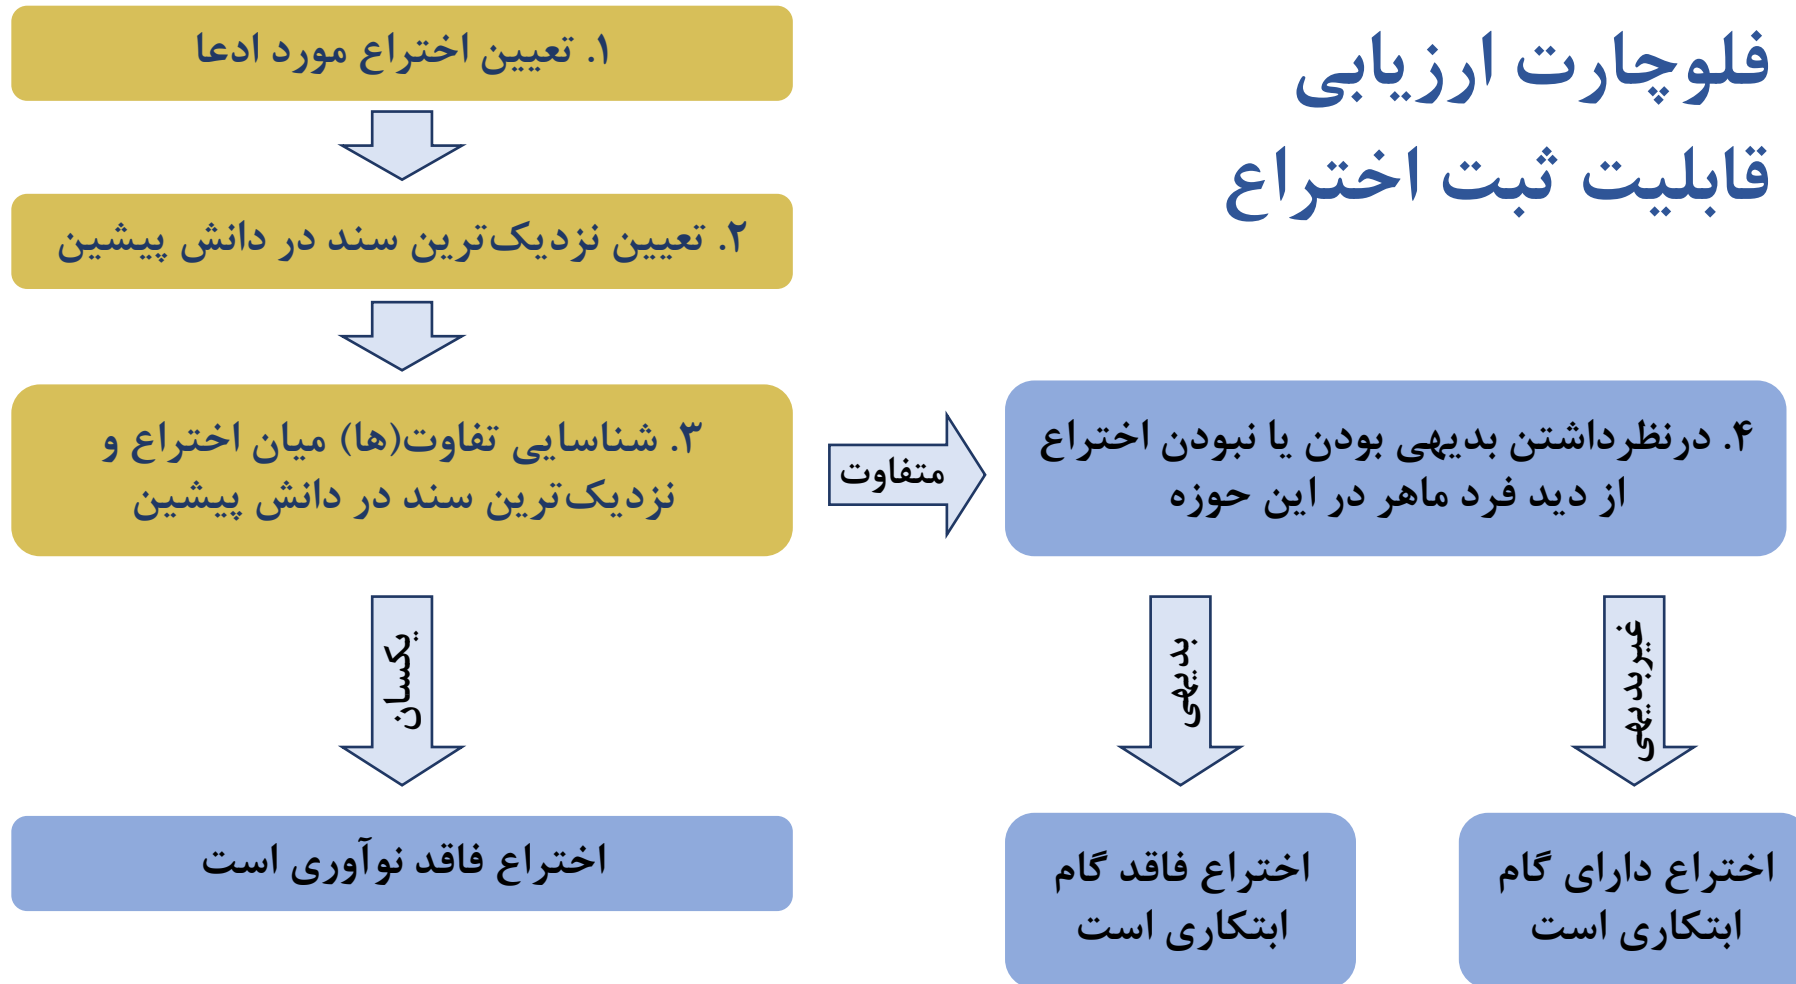 فلوچارت ارزیابی
قابلیت ثبت اختراع
۱. تعیین اختراع مورد ادعا
۲. تعیین نزدیک‌ترین سند در دانش پیشین
۳. شناسایی تفاوت(ها) میان اختراع و
نزدیک‌ترین سند در دانش پیشین
متفاوت
۴. درنظرداشتن بدیهی بودن یا نبودن اختراع
از دید فرد ماهر در این حوزه
یکسان
بدیهی
غیربدیهی
اختراع فاقد نوآوری است
اختراع فاقد گام
ابتکاری است
اختراع دارای گام
ابتکاری است